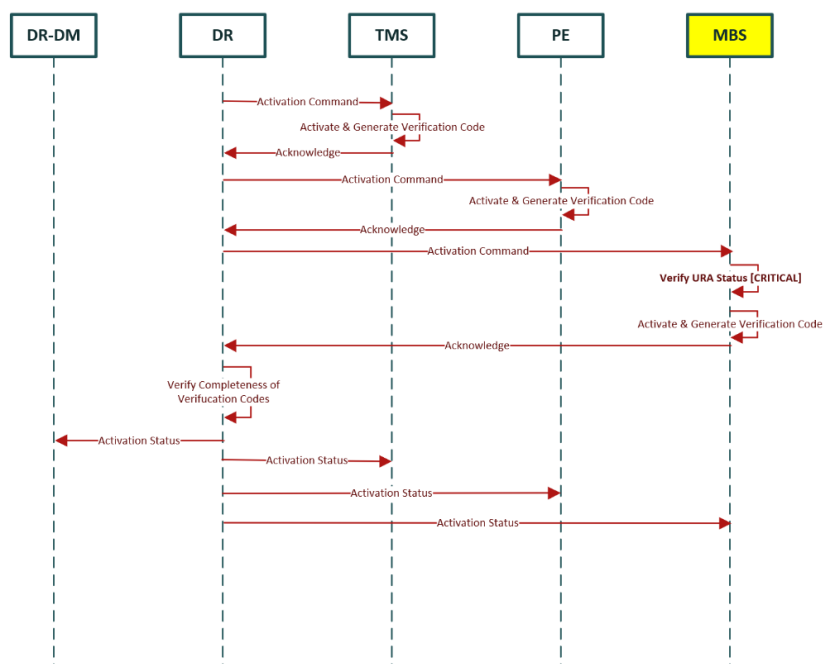 DR-DM
DR
TMS
PE
MBS
Activation Command
Activate & Generate Verification Code
Acknowledge
Activation Command
Activate & Generate Verification Code
Acknowledge
Activation Command
Verify URA Status [CRITICAL]
Activate & Generate Verification Code
Acknowledge
Verify Completeness of
Verifucation Codes
Activation Status
Activation Status
Activation Status
Activation Status